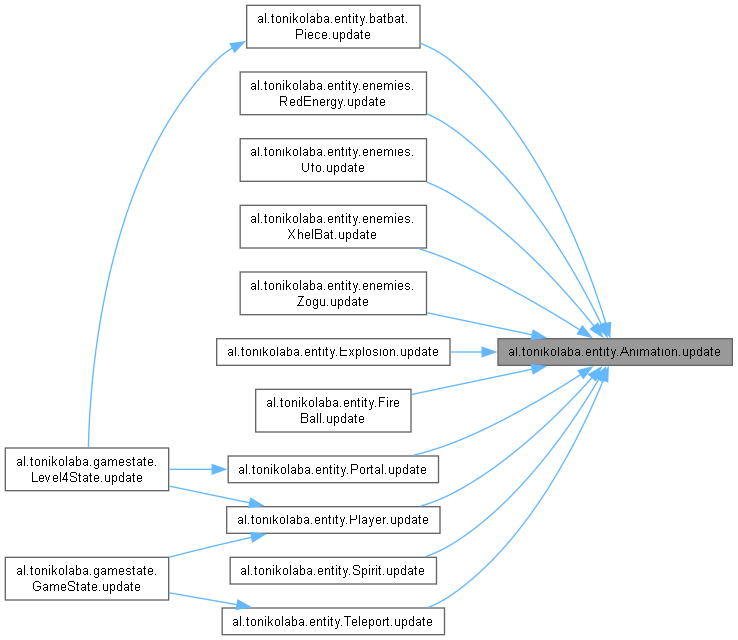 al.tonikolaba.entity.batbat.
Piece.update
al.tonikolaba.entity.enemies.
RedEnergy.update
al.tonikolaba.entity.enemies.
Ufo.update
al.tonikolaba.entity.enemies.
XhelBat.update
al.tonikolaba.entity.enemies.
Zogu.update
al.tonikolaba.entity.Explosion.update
al.tonikolaba.entity.Animation.update
al.tonikolaba.entity.Fire
Ball.update
al.tonikolaba.gamestate.
Level4State.update
al.tonikolaba.entity.Portal.update
al.tonikolaba.entity.Player.update
al.tonikolaba.gamestate.
GameState.update
al.tonikolaba.entity.Spirit.update
al.tonikolaba.entity.Teleport.update